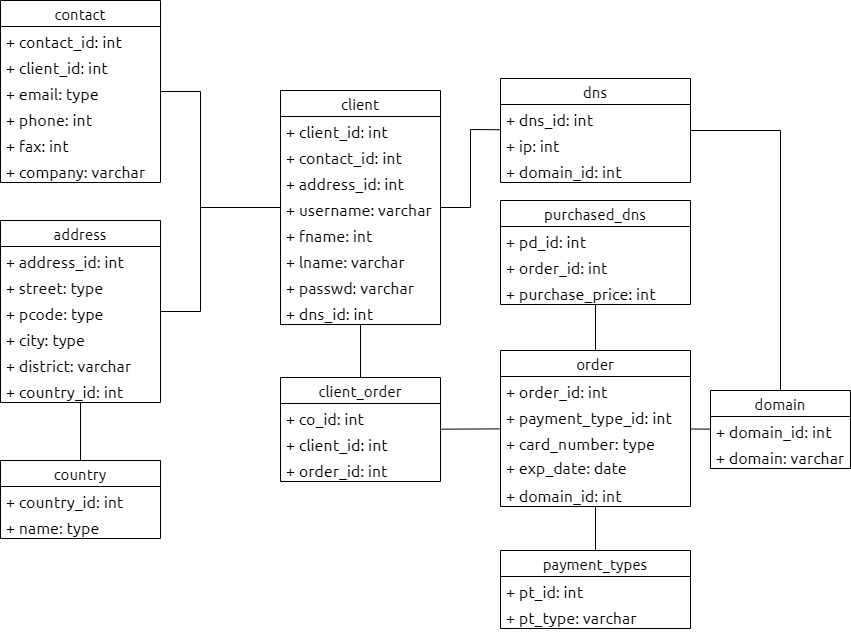 contact
+ contact_id: int
+ client_id: int
+ email: type
+ phone: int
+ fax: int
+ company: varchar
address
+ address_id: int
+ street: type
+ pcode: type
+ city: type
+ district: varchar
+ country_id: int
country
+ country_id: int
+ name: type
client
+ client_id: int
+ contact_id: int
+ address_id: int
+ username: varchar
+ fname: int
+ lname: varchar
+ passwd: varchar
+ dns_id: int
client_order
+ co_id: int
+ client_id: int
+ order_id: int
dns
+ dns_id: int
+ ip: int
+ domain_id: int
purchased_dns
+ pd_id: int
+ order_id: int
+ purchase_price: int
order
+ order_id: int
+ payment_type_id: int
+ card_number: type
+ exp_date: date
+ domain_id: int
payment_types
+ pt_id: int
+ pt_type: varchar
domain
+ domain_id: int
+ domain: varchar